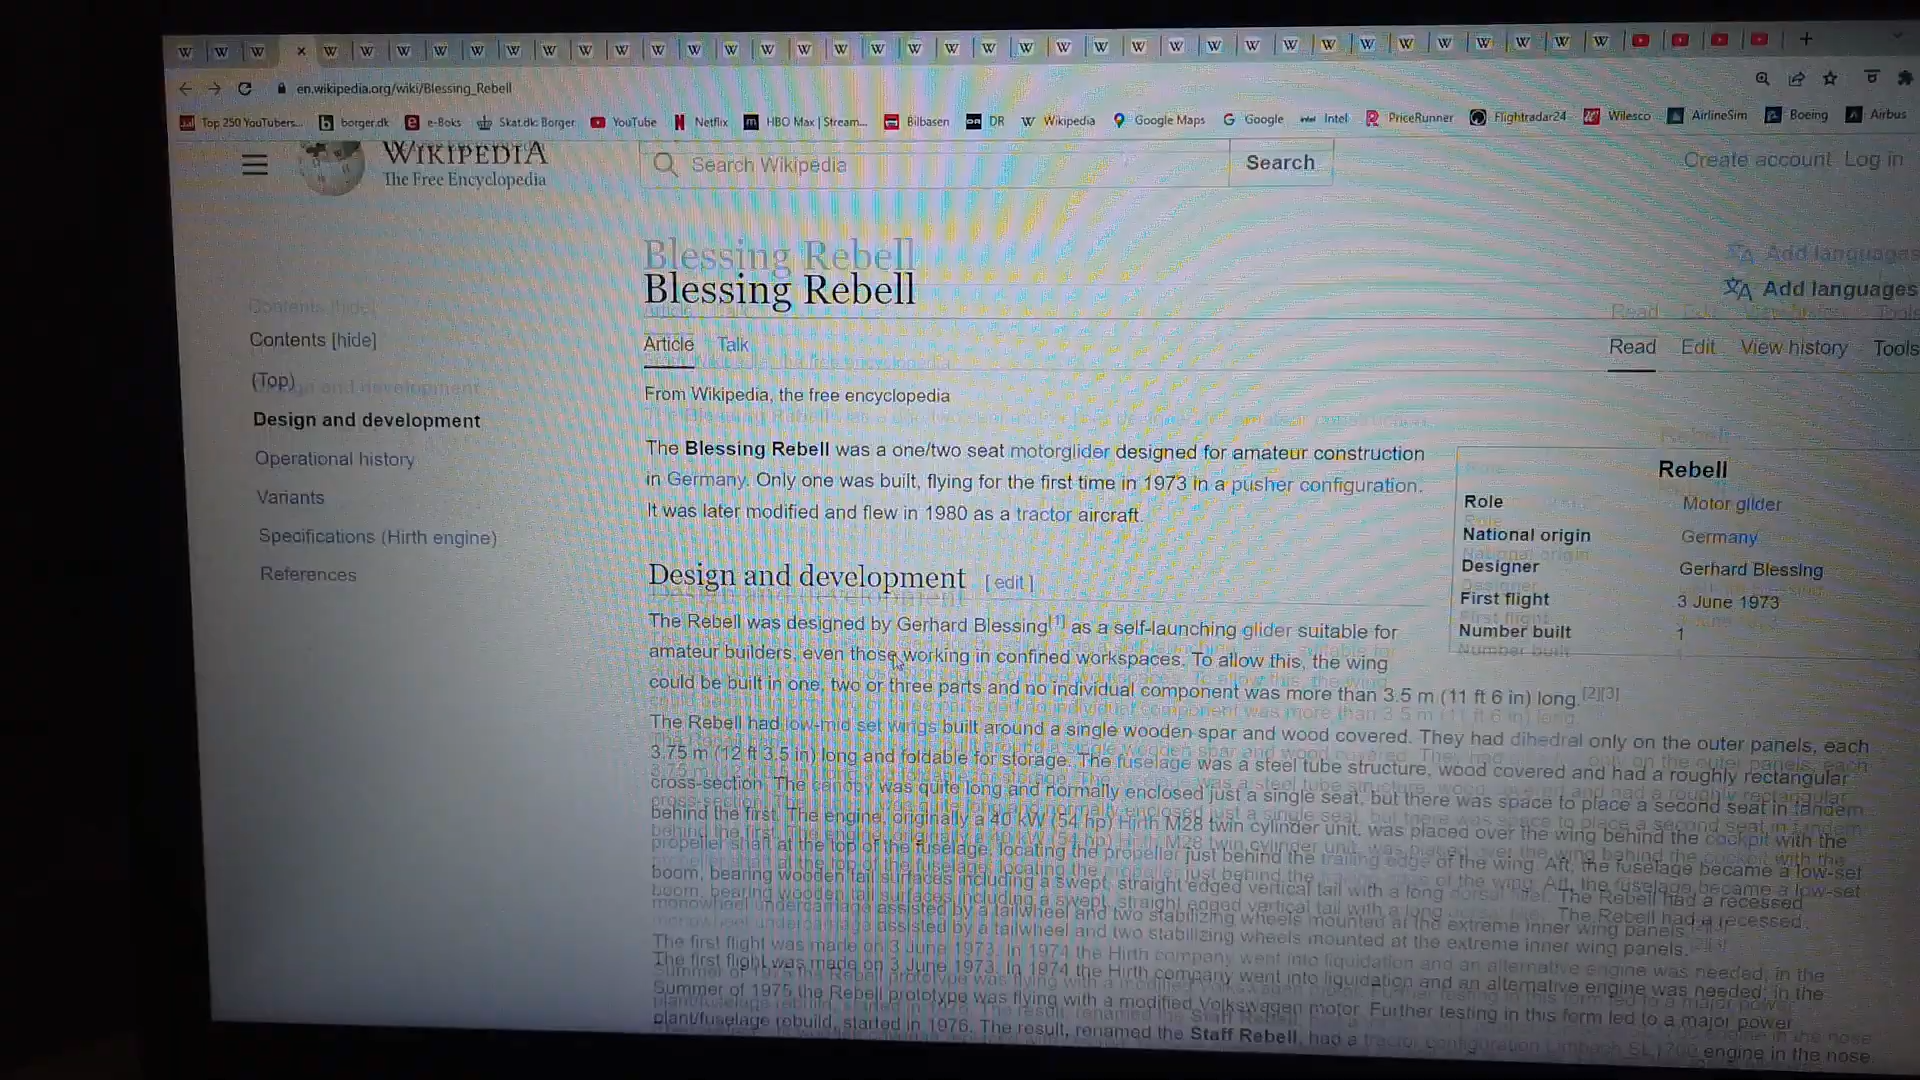 en.wikipedia.org/wiki/Blessing_Rebell
Top 250 YouTubers... borger.dk e-Boks Skat.dk: Borger YouTube Netflix HBO Max | Stream... Bilbasen DR Wikipedia Google Maps Google Intel PriceRunner Flightradar24 Wilesco AirlineSim Boeing Airbus
WIKIPEDIA
The Free Encyclopedia
Search Wikipedia
Search
Create account Log in
Blessing Rebell
Add languages
Contents [hide]
(Top)
Design and development
Operational history
Variants
Specifications (Hirth engine)
References
Article Talk
Read Edit View history Tools
From Wikipedia, the free encyclopedia
The Blessing Rebell was a one/two seat motorglider designed for amateur construction
in Germany. Only one was built, flying for the first time in 1973 in a pusher configuration.
It was later modified and flew in 1980 as a tractor aircraft.
Rebell
Role Motor glider
National origin Germany
Designer Gerhard Blessing
First flight 3 June 1973
Number built 1
Design and development [edit]
The Rebell was designed by Gerhard Blessing[1] as a self-launching glider suitable for
amateur builders, even those working in confined workspaces. To allow this, the wing
could be built in one, two or three parts and no individual component was more than 3.5 m (11 ft 6 in) long.[2][3]
The Rebell had low-mid set wings built around a single wooden spar and wood covered. They had dihedral only on the outer panels, each
3.75 m (12 ft 3.5 in) long and foldable for storage. The fuselage was a steel tube structure, wood covered and had a roughly rectangular
cross-section. The canopy was quite long and normally enclosed just a single seat, but there was space to place a second seat in tandem
behind the first. The engine, originally a 40 kW (54 hp) Hirth M28 twin cylinder unit, was placed over the wing behind the cockpit with the
propeller shaft at the top of the fuselage, locating the propeller just behind the trailing edge of the wing. Aft, the fuselage became a low-set
boom, bearing wooden tail surfaces including a swept, straight edged vertical tail with a long dorsal fillet. The Rebell had a recessed
monowheel undercarriage assisted by a tailwheel and two stabilizing wheels mounted at the extreme inner wing panels.[2][3]
The first flight was made on 3 June 1973. In 1974 the Hirth company went into liquidation and an alternative engine was needed; in the
Summer of 1975 the Rebell prototype was flying with a modified Volkswagen motor. Further testing in this form led to a major power
plant/fuselage rebuild, started in 1976. The result, renamed the Staff Rebell, had a tractor configuration Limbach SL1700 engine in the nose.